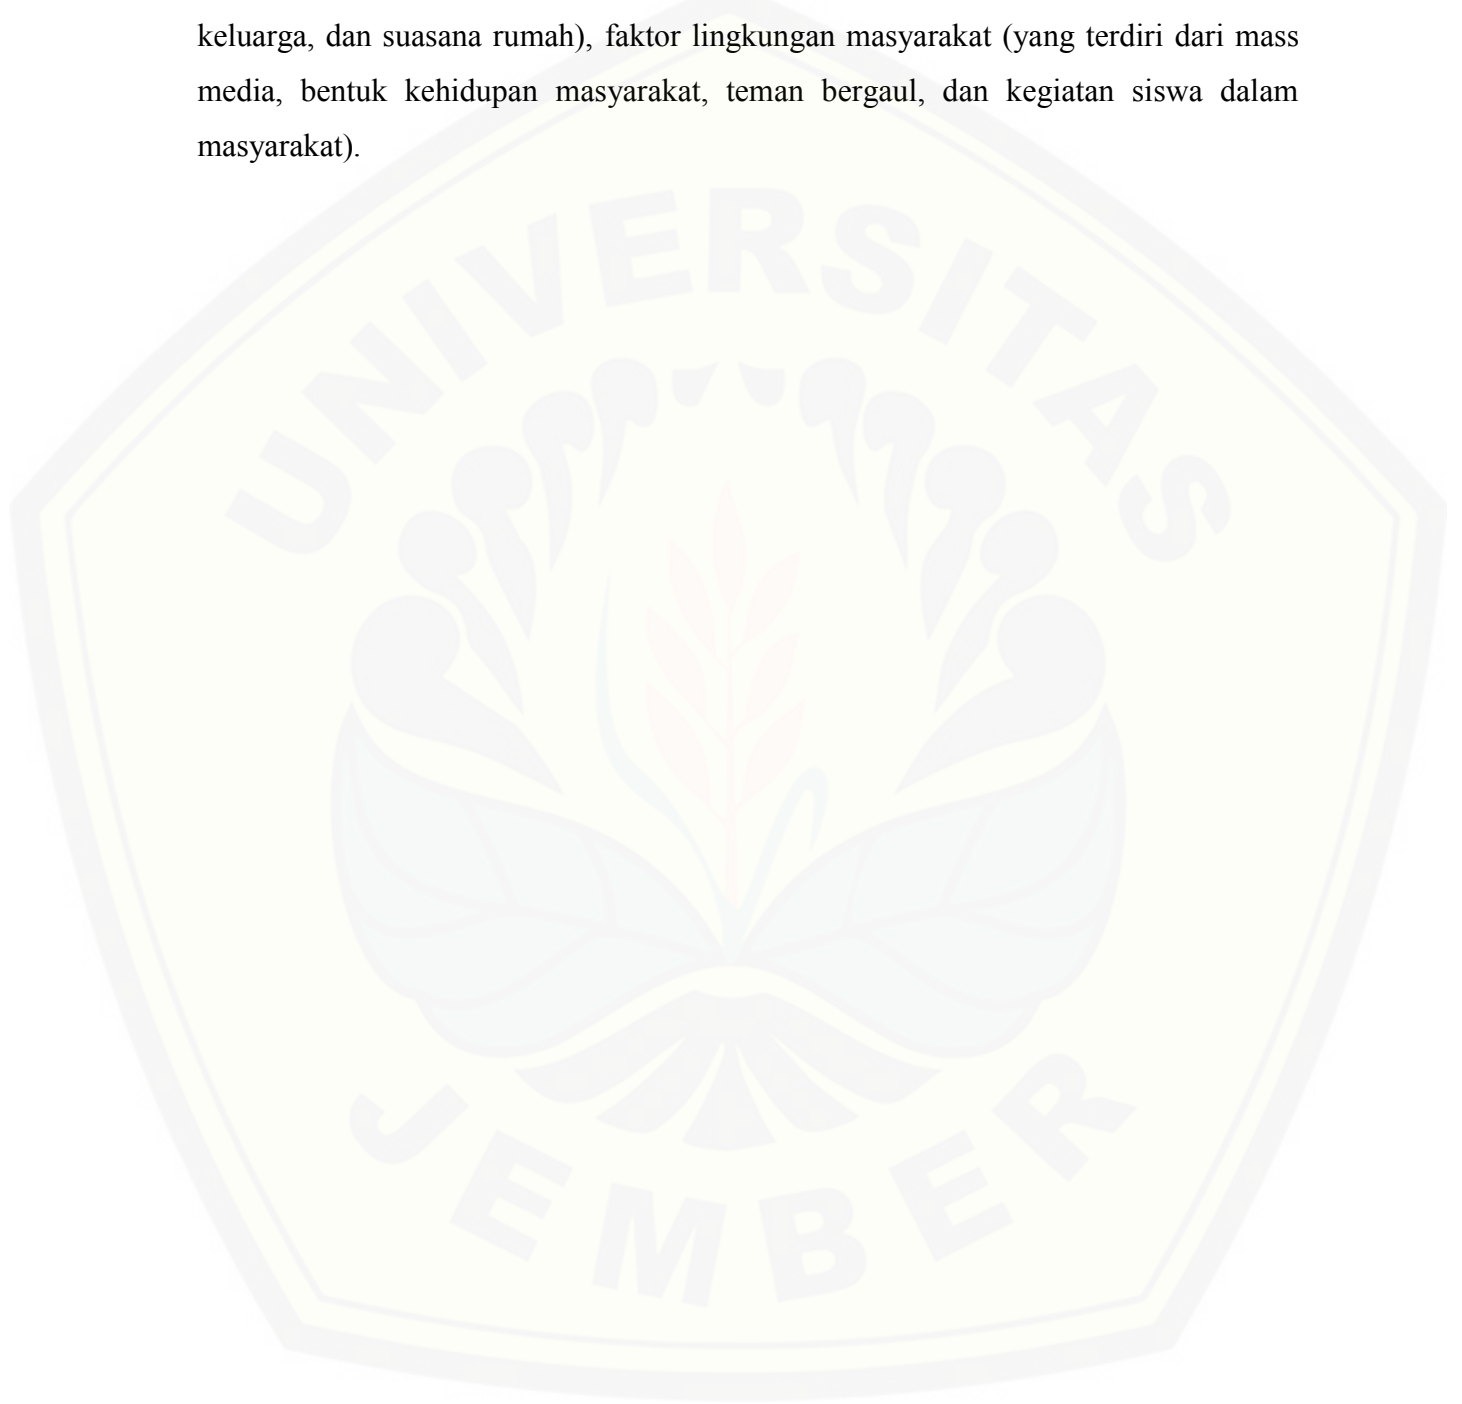 keluarga, dan suasana rumah), faktor lingkungan masyarakat (yang terdiri dari mass
media, bentuk kehidupan masyarakat, teman bergaul, dan kegiatan siswa dalam
masyarakat).
UNIVERSITAS
JEMBER